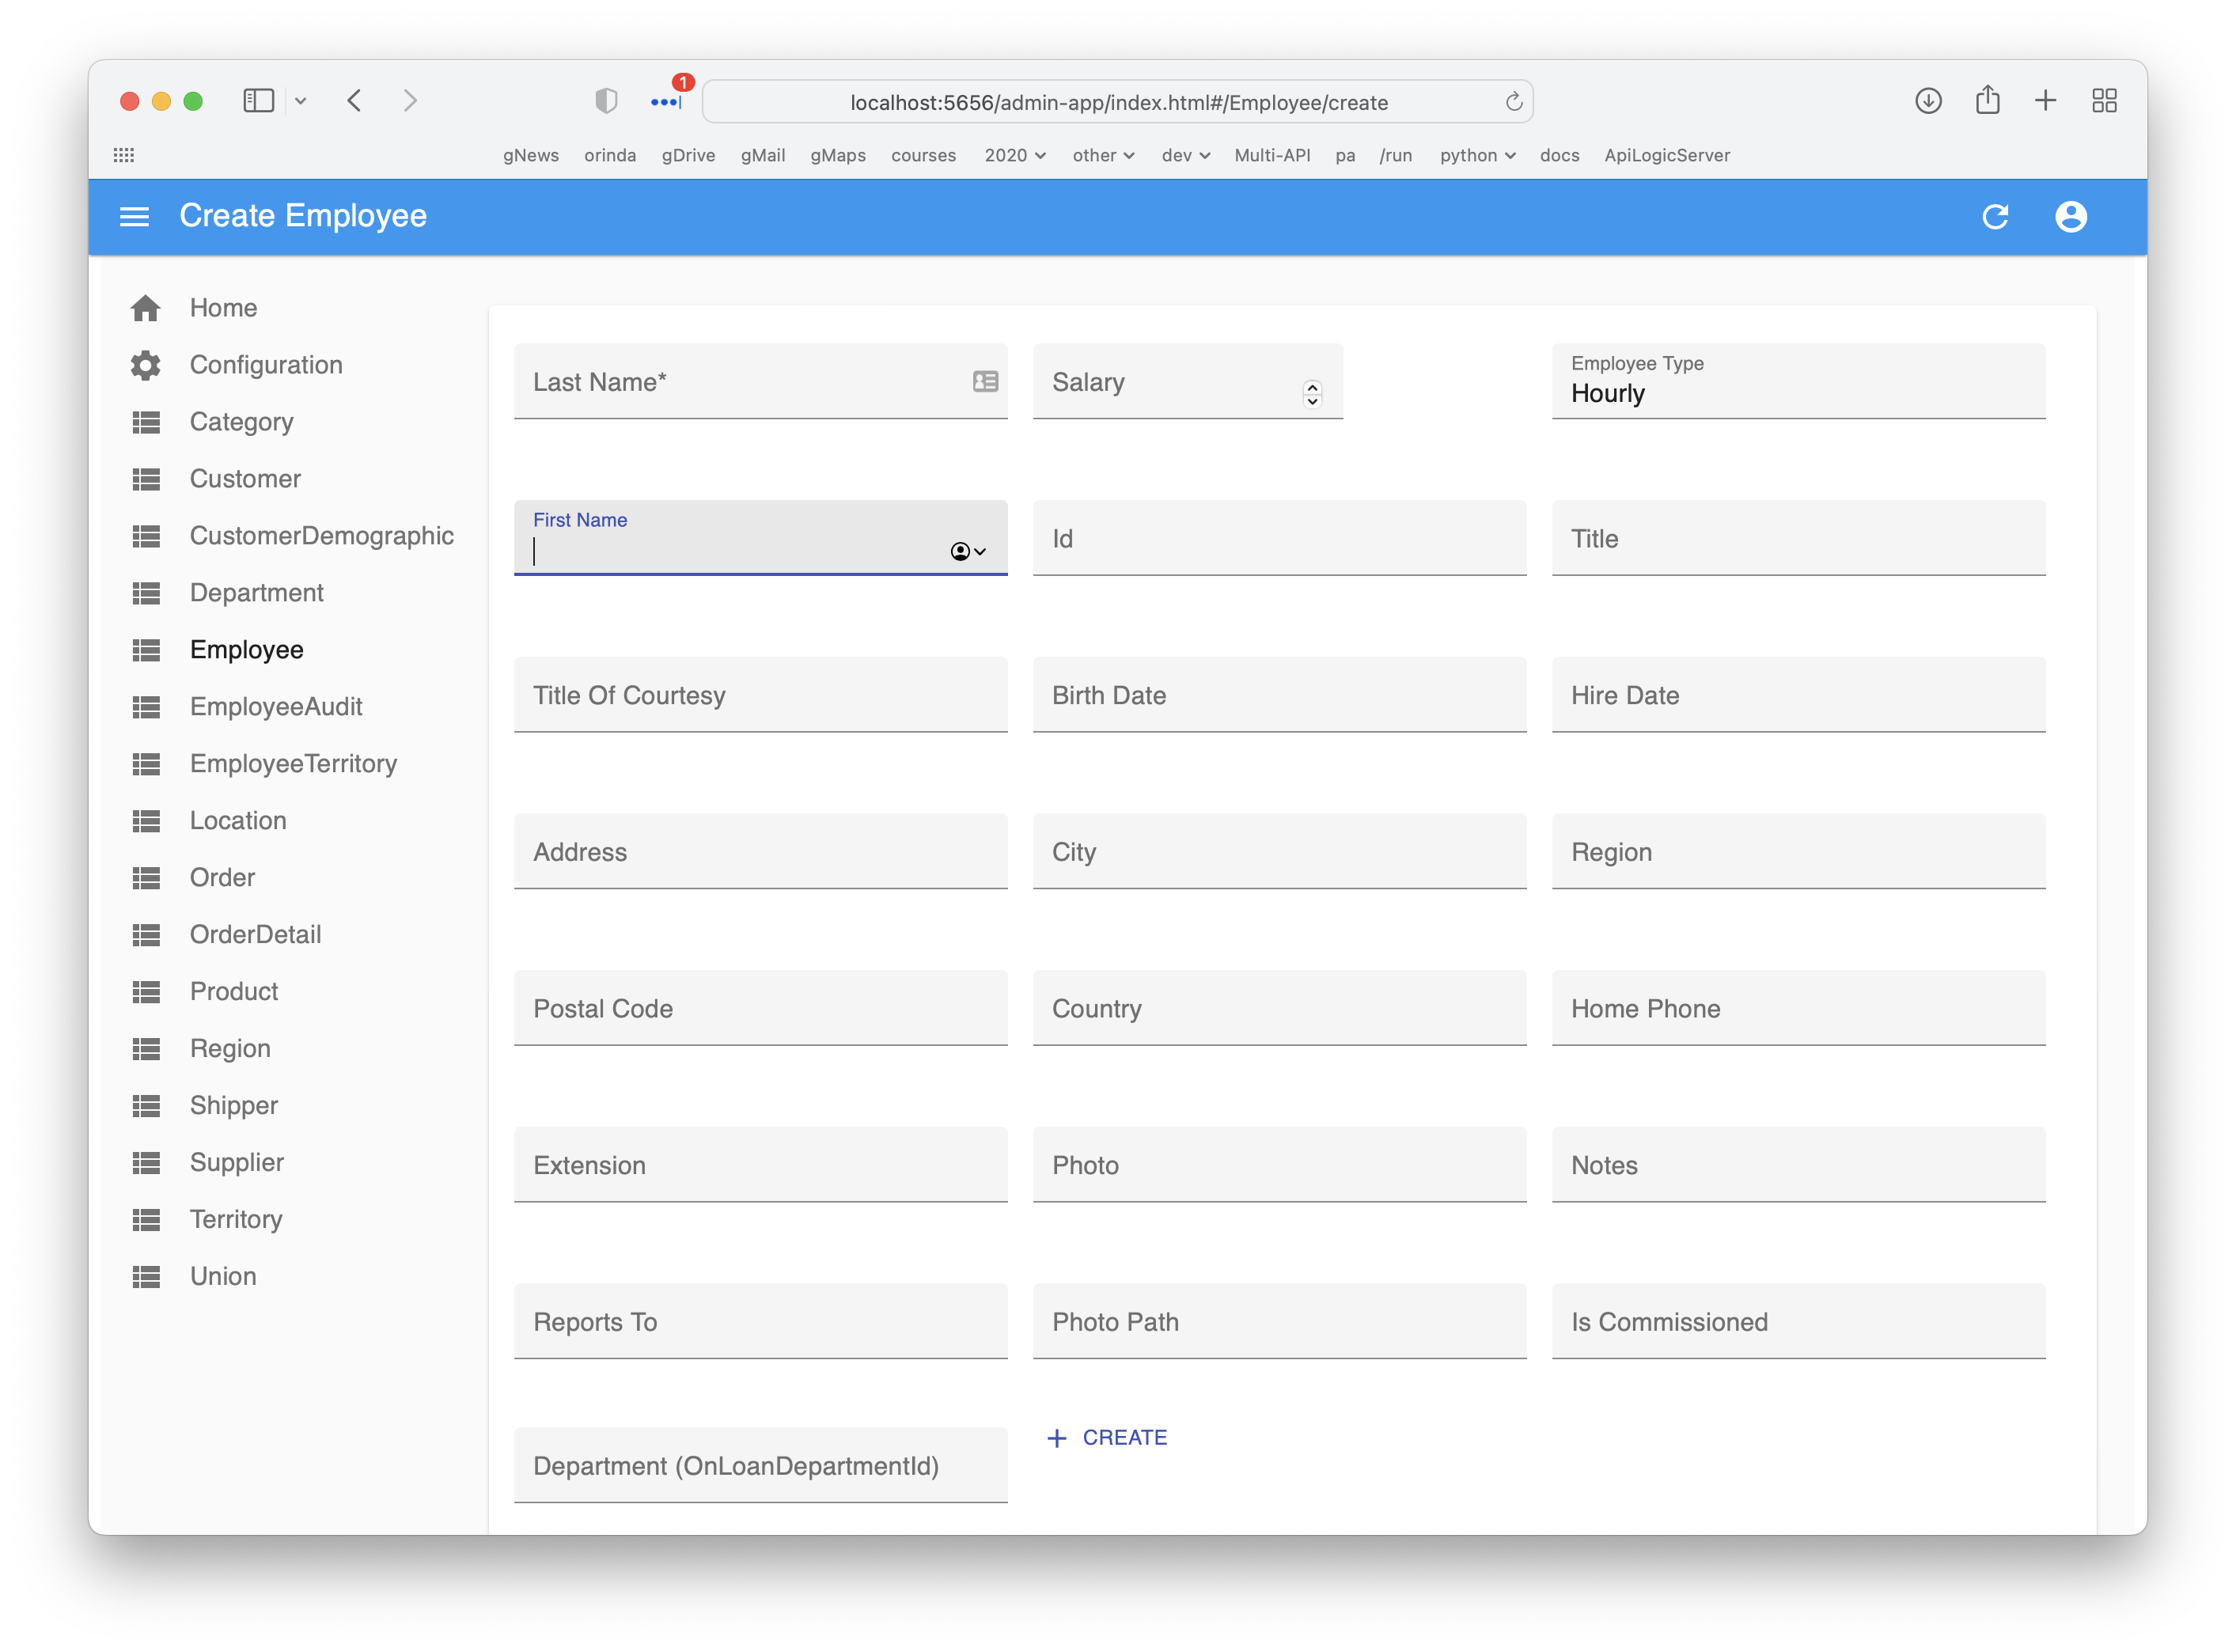 1
localhost:5656/admin-app/index.html#/Employee/create
gNews orinda gDrive gMail gMaps courses 2020 other dev Multi-API pa /run python docs ApiLogicServer
Create Employee
Home
Configuration
Category
Customer
CustomerDemographic
Department
Employee
EmployeeAudit
EmployeeTerritory
Location
Order
OrderDetail
Product
Region
Shipper
Supplier
Territory
Union
Last Name* Salary Employee Type
Hourly
First Name Id Title
Title Of Courtesy Birth Date Hire Date
Address City Region
Postal Code Country Home Phone
Extension Photo Notes
Reports To Photo Path Is Commissioned
Department (OnLoanDepartmentId) + CREATE